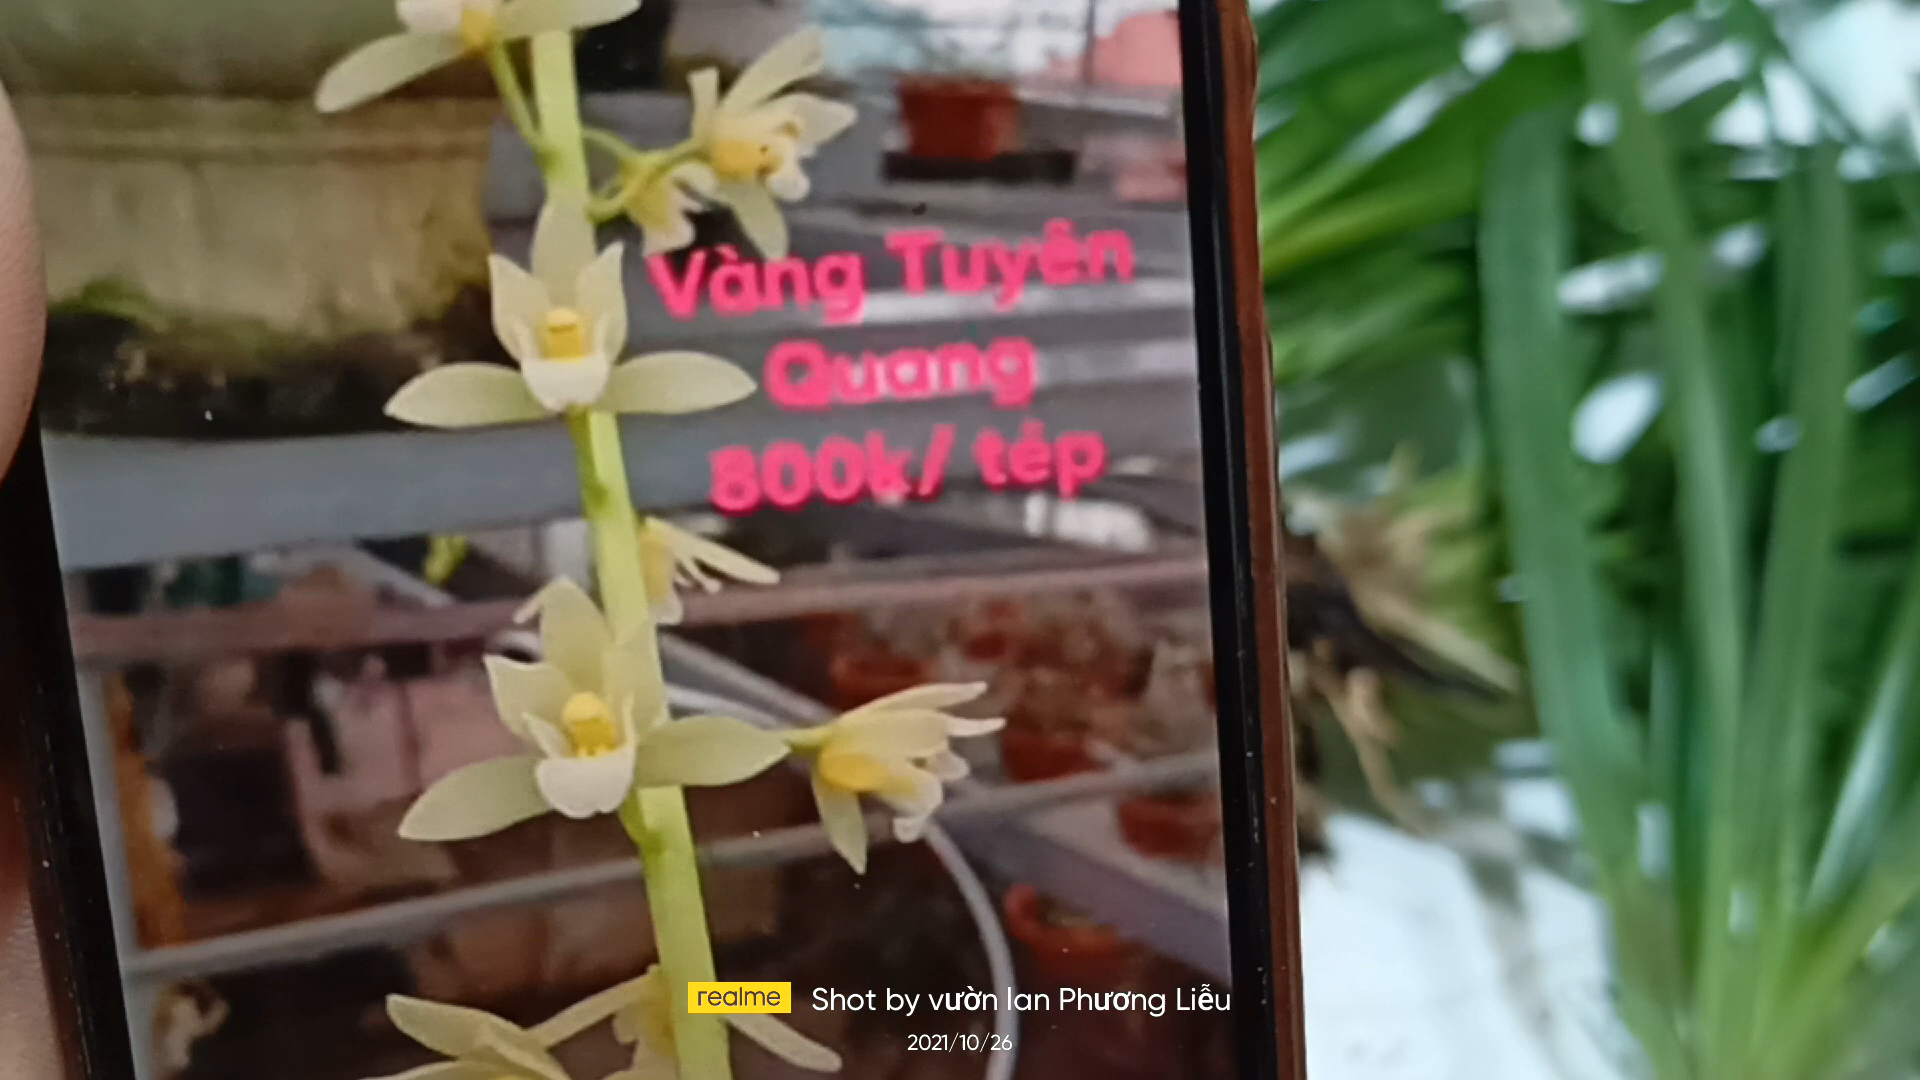 Vàng Tuyên
Quang
800k/ tép
realme Shot by vườn lan Phương Liễu
2021/10/26